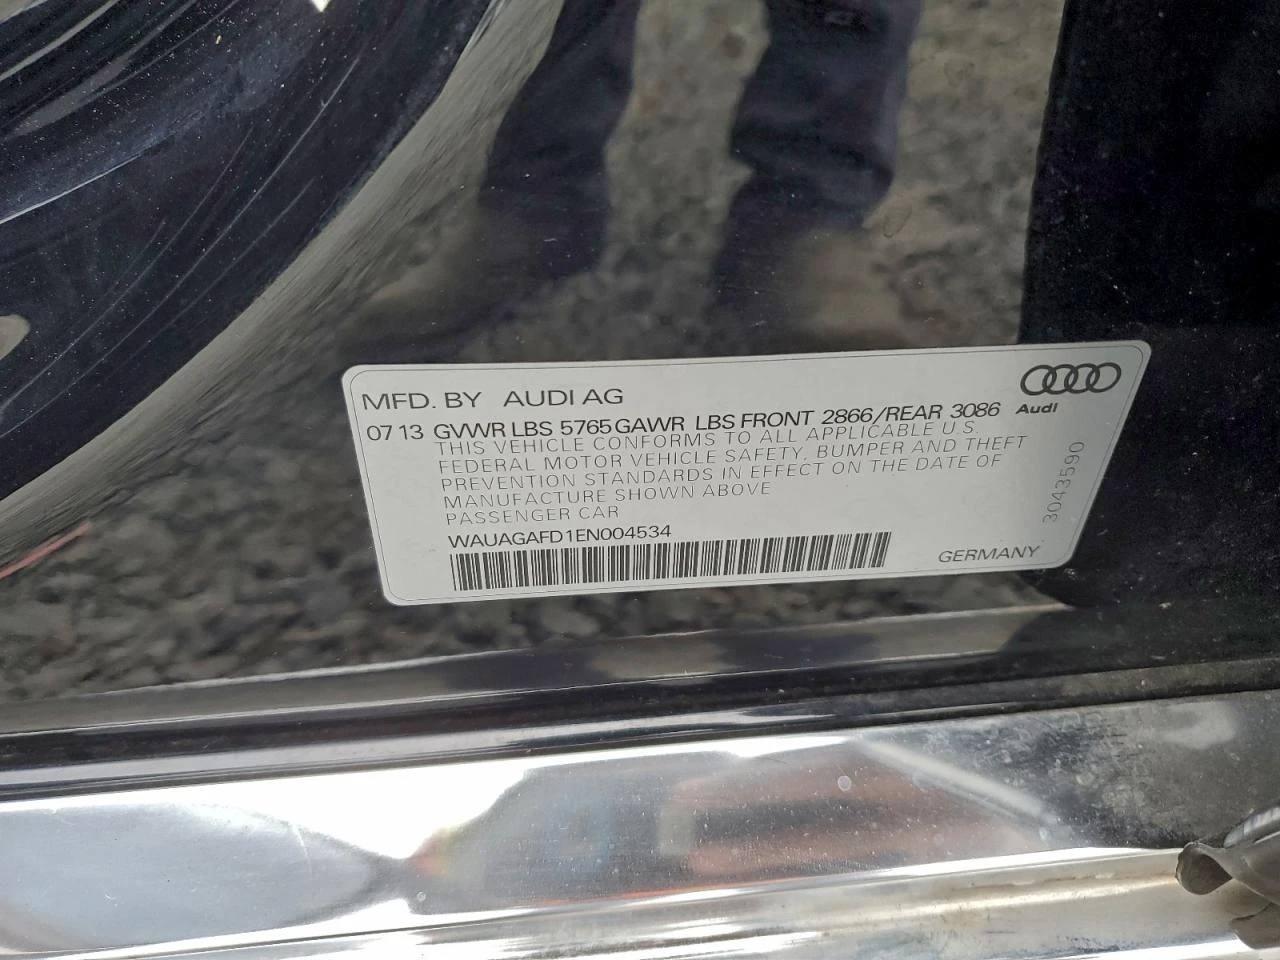 MFD. BY AUDI AG
07 13 GVWR LBS 5765 GAWR LBS FRONT 2866/REAR 3086
Audi
THIS VEHICLE CONFORMS TO ALL APPLICABLE U.S.
FEDERAL MOTOR VEHICLE SAFETY, BUMPER AND THEFT
PREVENTION STANDARDS IN EFFECT ON THE DATE OF
MANUFACTURE SHOWN ABOVE
PASSENGER CAR
WAUAGAFD1EN004534
GERMANY
3043590